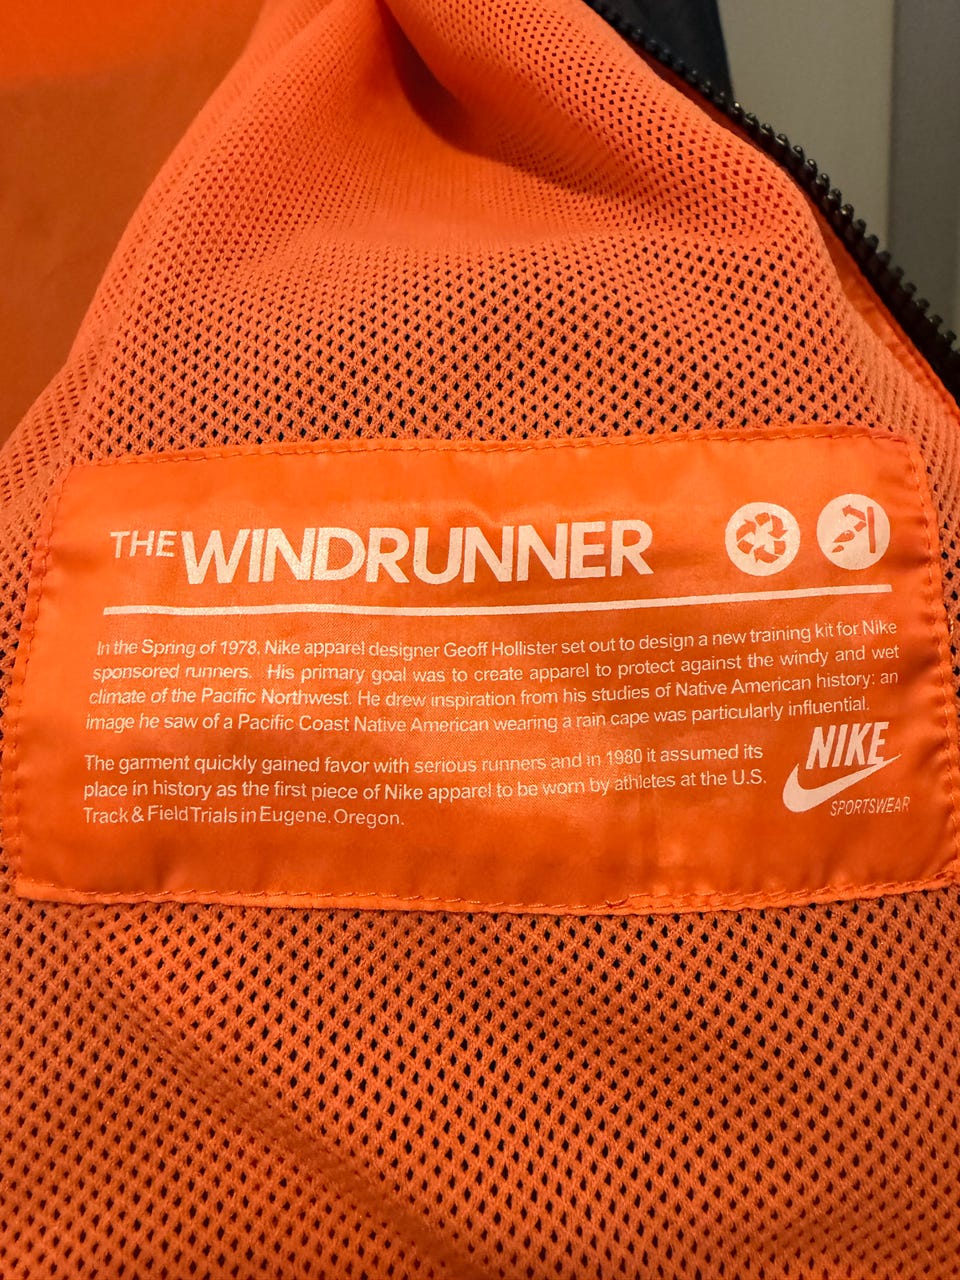 THE WINDRUNNER
In the Spring of 1978, Nike apparel designer Geoff Hollister set out to design a new training kit for Nike
sponsored runners. His primary goal was to create apparel to protect against the windy and wet
climate of the Pacific Northwest. He drew inspiration from his studies of Native American history: an
image he saw of a Pacific Coast Native American wearing a rain cape was particularly influential.
The garment quickly gained favor with serious runners and in 1980 it assumed its
place in history as the first piece of Nike apparel to be worn by athletes at the U.S.
Track & Field Trials in Eugene, Oregon.
NIKE
SPORTSWEAR